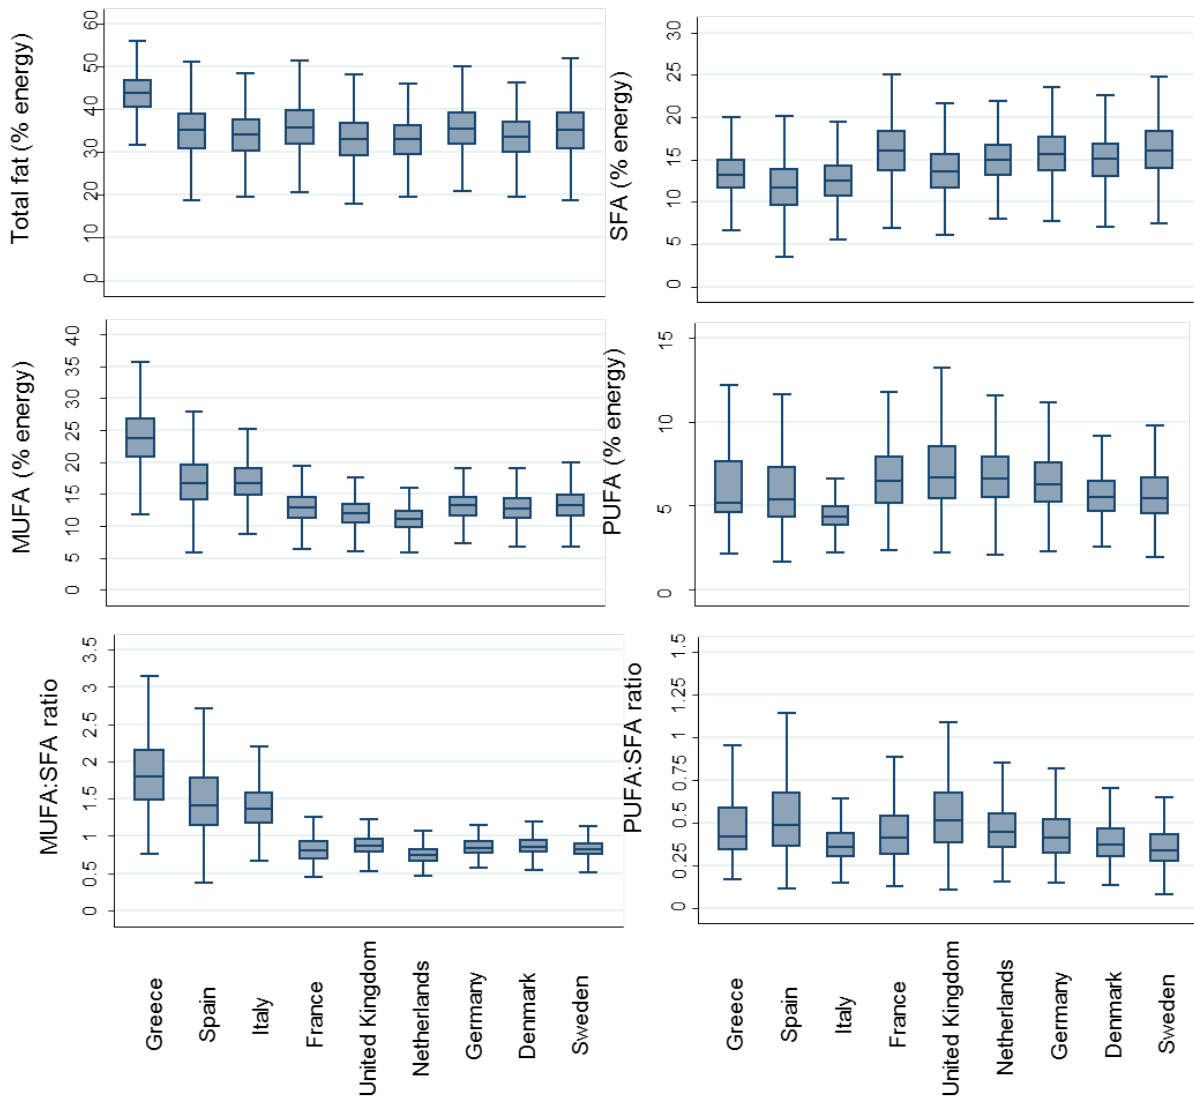 Total fat (% energy)
60
50
40
30
20
10
0
SFA (% energy)
30
25
20
15
10
5
0
MUFA (% energy)
40
35
30
25
20
15
10
5
0
PUFA (% energy)
15
10
5
0
MUFA:SFA ratio
3.5
3
2.5
2
1.5
1
0.5
0
PUFA:SFA ratio
1.5
1.25
1
0.75
0.5
0.25
0
Greece
Spain
Italy
France
United Kingdom
Netherlands
Germany
Denmark
Sweden
Greece
Spain
Italy
France
United Kingdom
Netherlands
Germany
Denmark
Sweden